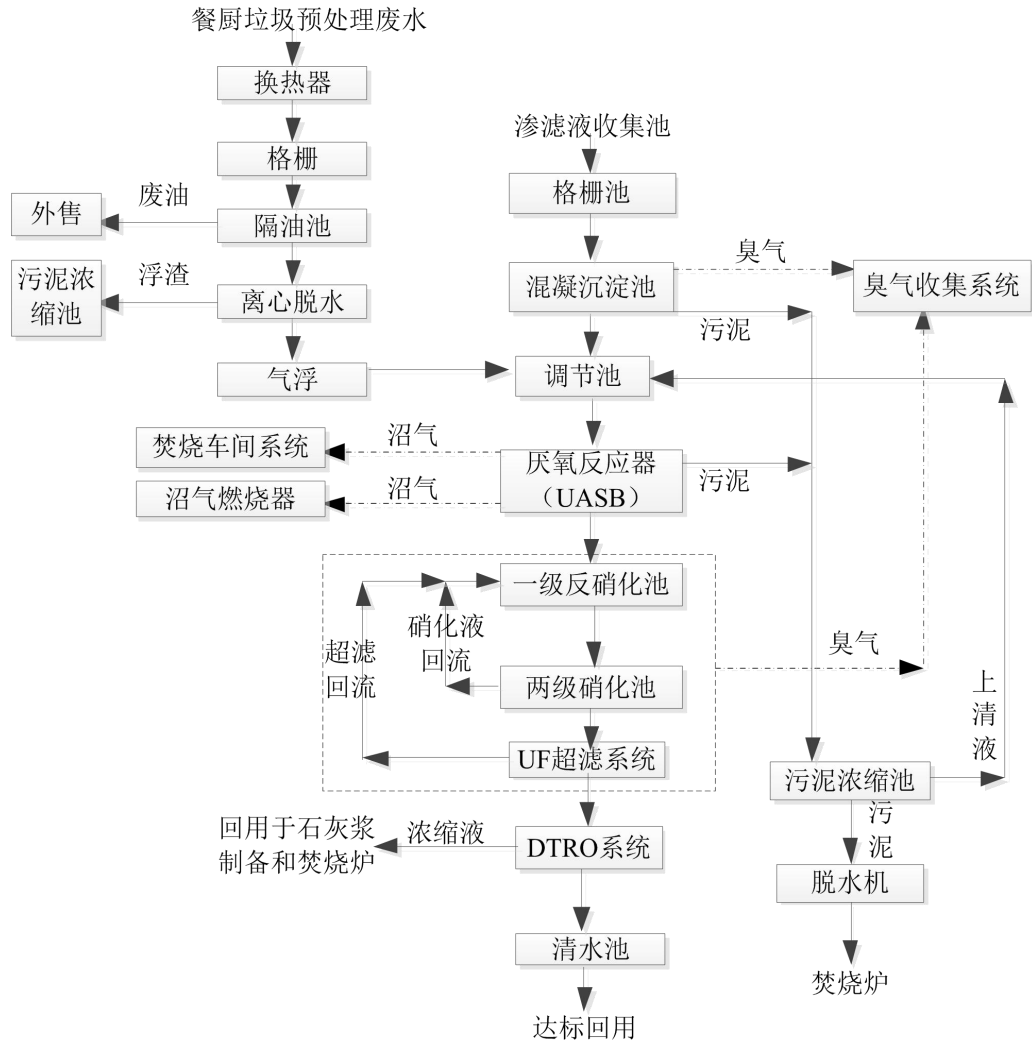 餐厨垃圾预处理废水
换热器
格栅
隔油池
废油
外售
离心脱水
浮渣
污泥浓
缩池
气浮
渗滤液收集池
格栅池
混凝沉淀池
臭气
臭气收集系统
污泥
调节池
厌氧反应器
（UASB）
沼气
焚烧车间系统
沼气
沼气燃烧器
污泥
一级反硝化池
硝化液
回流
超滤
回流
两级硝化池
UF超滤系统
臭气
上
清
液
污泥浓缩池
污
泥
脱水机
焚烧炉
DTRO系统
浓缩液
回用于石灰浆
制备和焚烧炉
清水池
达标回用